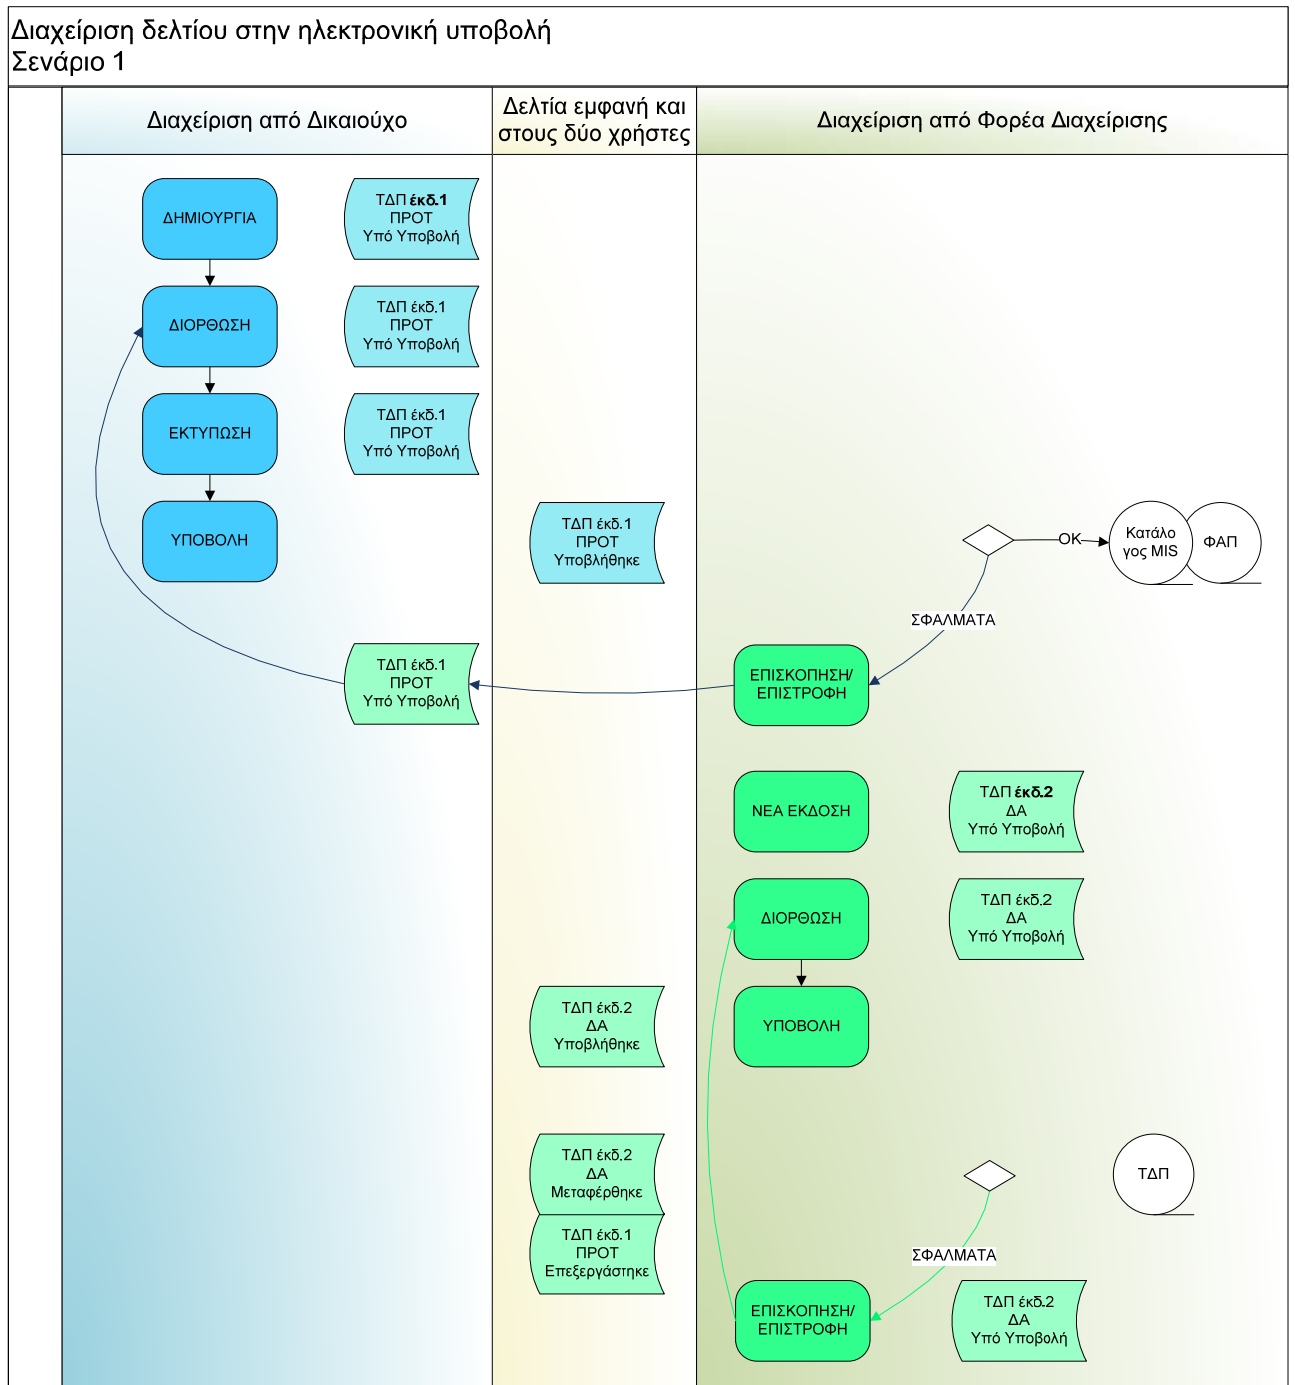 Διαχείριση δελτίου στην ηλεκτρονική υποβολή
Σενάριο 1
Διαχείριση από Δικαιούχο
Δελτία εμφανή και
στους δύο χρήστες
Διαχείριση από Φορέα Διαχείρισης
ΔΗΜΙΟΥΡΓΙΑ
ΤΔΠ έκδ.1
ΠΡΟΤ
Υπό Υποβολή
ΔΙΟΡΘΩΣΗ
ΤΔΠ έκδ.1
ΠΡΟΤ
Υπό Υποβολή
ΕΚΤΥΠΩΣΗ
ΤΔΠ έκδ.1
ΠΡΟΤ
Υπό Υποβολή
ΥΠΟΒΟΛΗ
ΤΔΠ έκδ.1
ΠΡΟΤ
Υποβλήθηκε
ΟΚ
Κατάλο
γος MIS
ΦΑΠ
ΣΦΑΛΜΑΤΑ
ΤΔΠ έκδ.1
ΠΡΟΤ
Υπό Υποβολή
ΕΠΙΣΚΟΠΗΣΗ/
ΕΠΙΣΤΡΟΦΗ
ΝΕΑ ΕΚΔΟΣΗ
ΤΔΠ έκδ.2
ΔΑ
Υπό Υποβολή
ΔΙΟΡΘΩΣΗ
ΤΔΠ έκδ.2
ΔΑ
Υπό Υποβολή
ΤΔΠ έκδ.2
ΔΑ
Υποβλήθηκε
ΥΠΟΒΟΛΗ
ΤΔΠ έκδ.2
ΔΑ
Μεταφέρθηκε
ΤΔΠ
ΤΔΠ έκδ.1
ΠΡΟΤ
Επεξεργάστηκε
ΣΦΑΛΜΑΤΑ
ΕΠΙΣΚΟΠΗΣΗ/
ΕΠΙΣΤΡΟΦΗ
ΤΔΠ έκδ.2
ΔΑ
Υπό Υποβολή